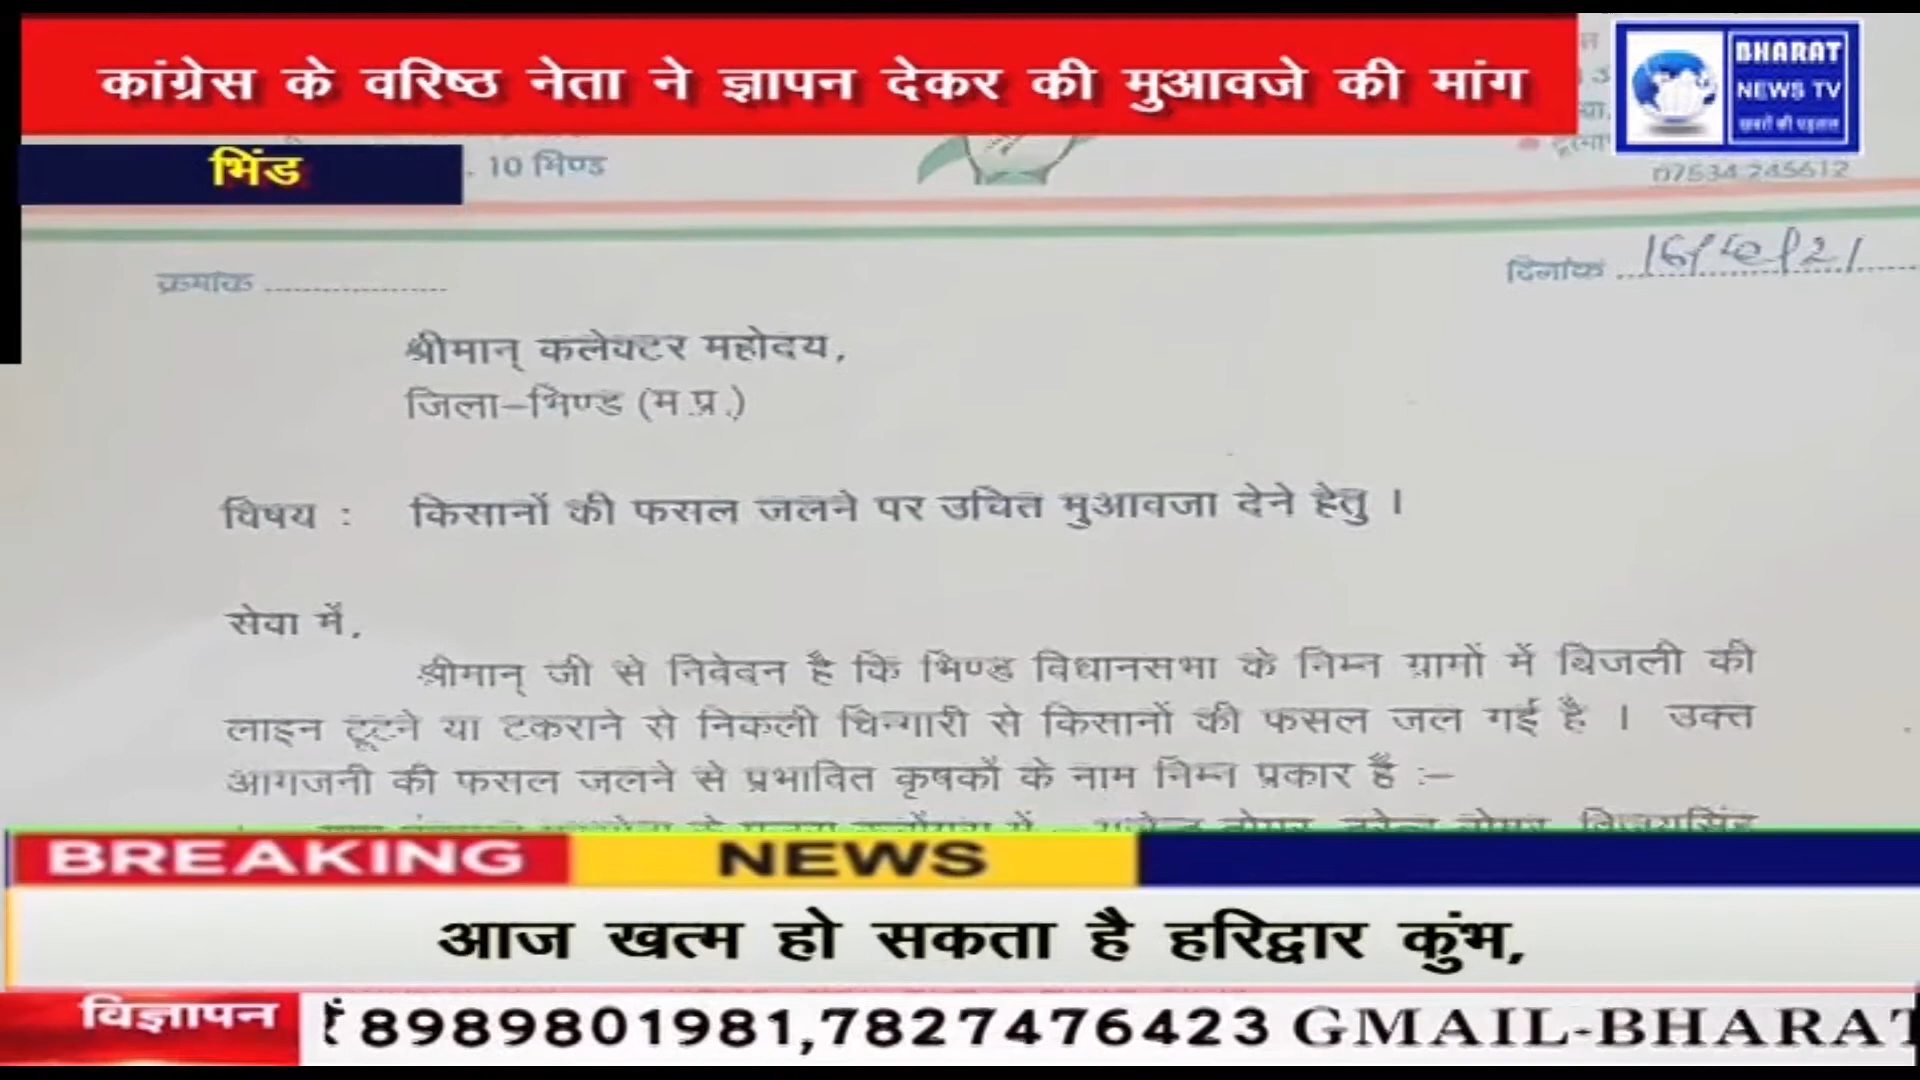 कांग्रेस के वरिष्ठ नेता ने ज्ञापन देकर की मुआवजे की मांग
BHARAT
NEWS TV
खबरों की पड़ताल
भिंड
10 भिण्ड
07534 245612
क्रमांक ....................
दिनांक 16/4/21
श्रीमान् कलेक्टर महोदय,
जिला-भिण्ड (म.प्र.)
विषय : किसानों की फसल जलने पर उचित मुआवजा देने हेतु ।
सेवा में,
श्रीमान् जी से निवेदन है कि भिण्ड विधानसभा के निम्न ग्रामों में बिजली की
लाइन टूटने या टकराने से निकली चिन्गारी से किसानों की फसल जल गई है । उक्त
आगजनी की फसल जलने से प्रभावित कृषकों के नाम निम्न प्रकार हैं :-
BREAKING NEWS
आज खत्म हो सकता है हरिद्वार कुंभ,
विज्ञापन
8989801981,7827476423 GMAIL-BHARAT